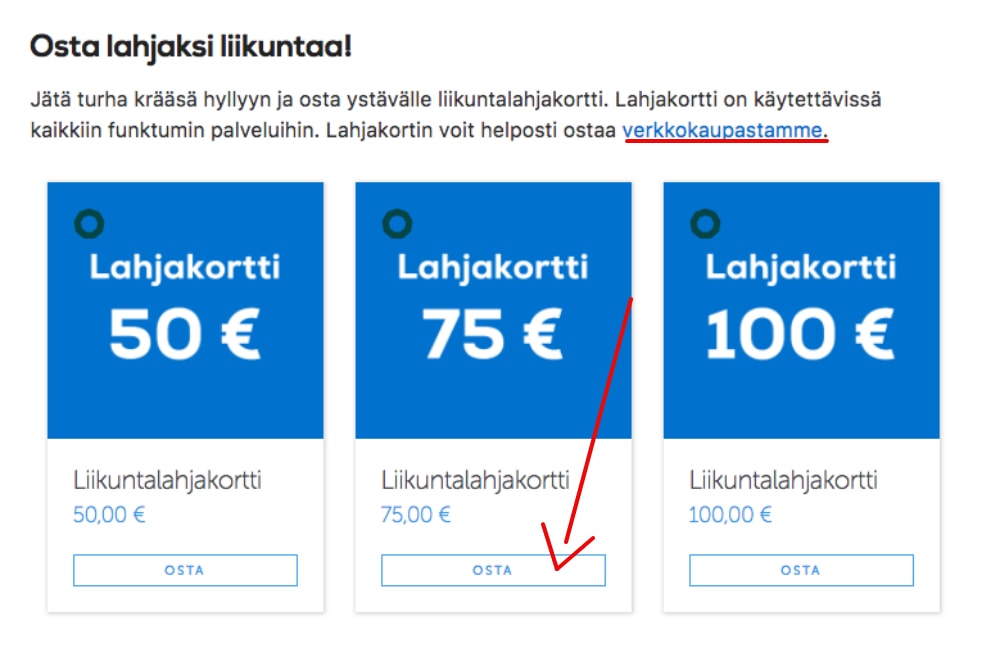 Osta lahjaksi liikuntaa!
Jätä turha krääsä hyllyyn ja osta ystävälle liikuntalahjakortti. Lahjakortti on käytettävissä
kaikkiin funktumin palveluihin. Lahjakortin voit helposti ostaa verkkokaupastamme.
Lahjakortti
50 €
Liikuntalahjakortti
50,00 €
OSTA
Lahjakortti
75 €
Liikuntalahjakortti
75,00 €
OSTA
Lahjakortti
100 €
Liikuntalahjakortti
100,00 €
OSTA